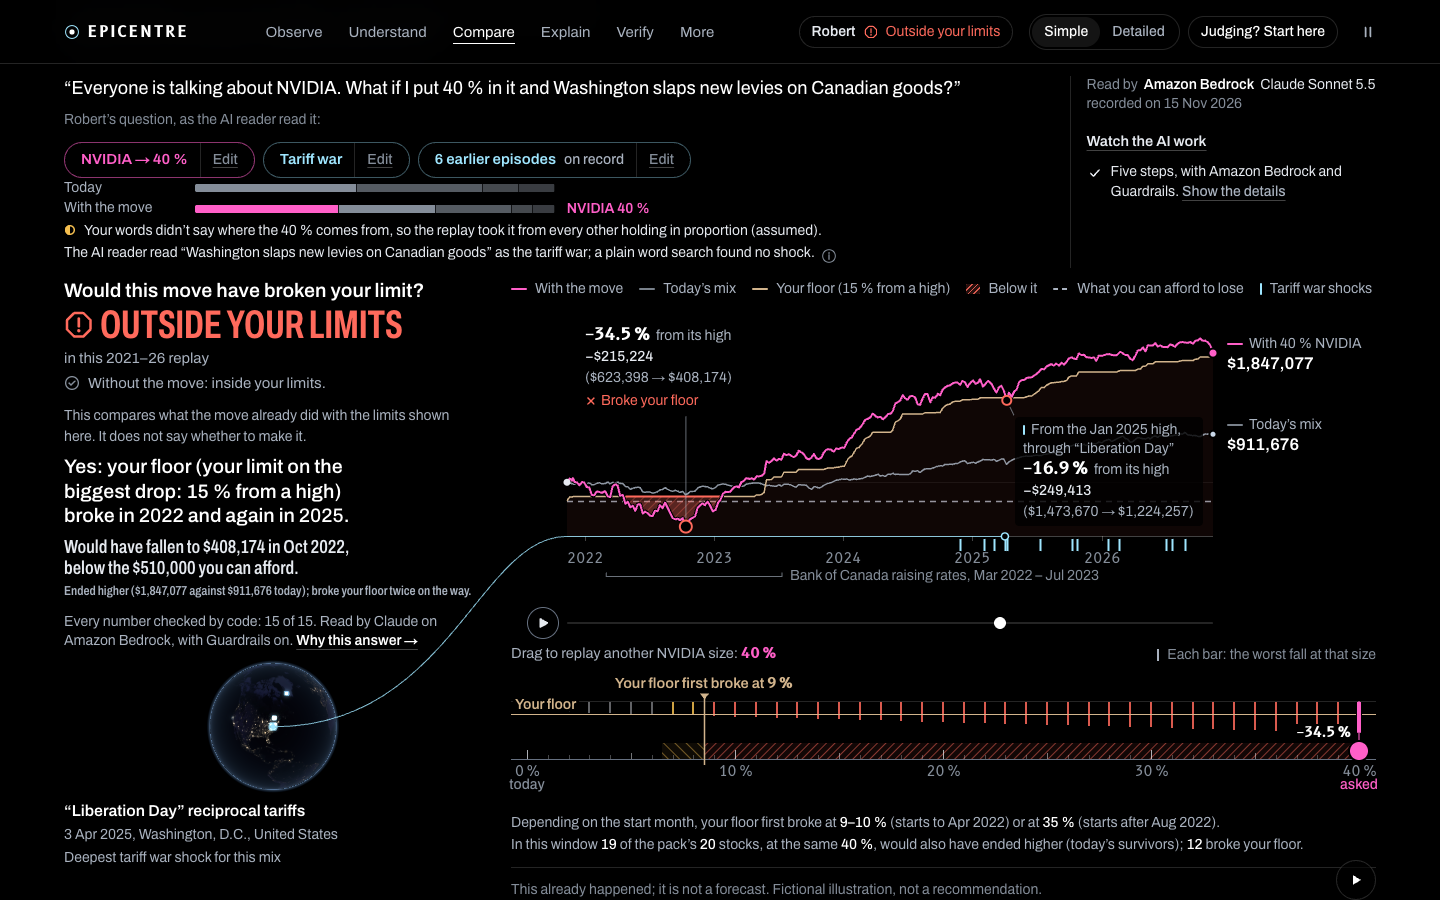 EPICENTRE
Observe Understand Compare Explain Verify More
Robert Outside your limits
Simple Detailed
Judging? Start here
“Everyone is talking about NVIDIA. What if I put 40 % in it and Washington slaps new levies on Canadian goods?”
Robert’s question, as the AI reader read it:
NVIDIA → 40 % Edit
Tariff war Edit
6 earlier episodes on record Edit
Today
With the move
NVIDIA 40 %
Your words didn’t say where the 40 % comes from, so the replay took it from every other holding in proportion (assumed).
The AI reader read “Washington slaps new levies on Canadian goods” as the tariff war; a plain word search found no shock.
Read by Amazon Bedrock Claude Sonnet 5.5
recorded on 15 Nov 2026
Watch the AI work
Five steps, with Amazon Bedrock and
Guardrails. Show the details
Would this move have broken your limit?
OUTSIDE YOUR LIMITS
in this 2021–26 replay
Without the move: inside your limits.
This compares what the move already did with the limits shown
here. It does not say whether to make it.
Yes: your floor (your limit on the
biggest drop: 15 % from a high)
broke in 2022 and again in 2025.
Would have fallen to $408,174 in Oct 2022,
below the $510,000 you can afford.
Ended higher ($1,847,077 against $911,676 today); broke your floor twice on the way.
Every number checked by code: 15 of 15. Read by Claude on
Amazon Bedrock, with Guardrails on. Why this answer →
“Liberation Day” reciprocal tariffs
3 Apr 2025, Washington, D.C., United States
Deepest tariff war shock for this mix
With the move
Today’s mix
Your floor (15 % from a high)
Below it
What you can afford to lose
Tariff war shocks
−34.5 % from its high
−$215,224
($623,398 → $408,174)
× Broke your floor
With 40 % NVIDIA
$1,847,077
Today’s mix
$911,676
From the Jan 2025 high,
through “Liberation Day”
−16.9 % from its high
−$249,413
($1,473,670 → $1,224,257)
2022 2023 2024 2025 2026
Bank of Canada raising rates, Mar 2022 – Jul 2023
Drag to replay another NVIDIA size: 40 %
Each bar: the worst fall at that size
Your floor first broke at 9 %
Your floor
−34.5 %
0 % 10 % 20 % 30 % 40 %
today
asked
Depending on the start month, your floor first broke at 9–10 % (starts to Apr 2022) or at 35 % (starts after Aug 2022).
In this window 19 of the pack’s 20 stocks, at the same 40 %, would also have ended higher (today’s survivors); 12 broke your floor.
This already happened; it is not a forecast. Fictional illustration, not a recommendation.